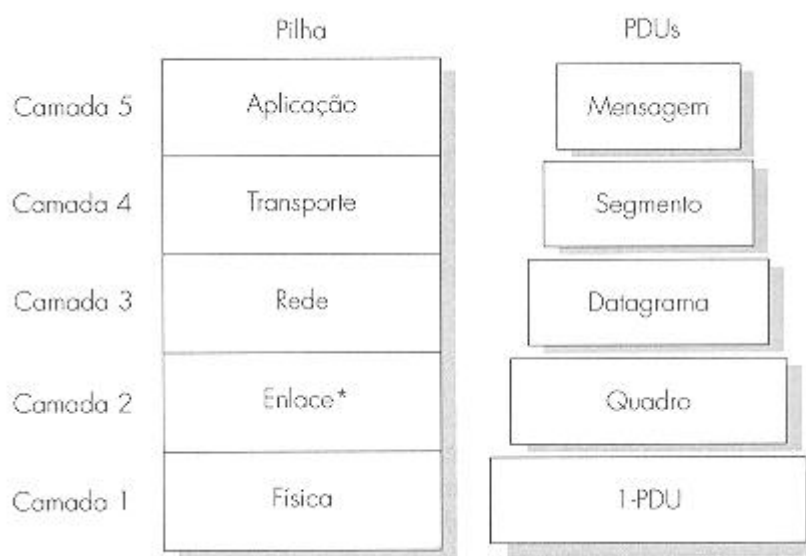 Pilha PDUs
Camada 5 Aplicação Mensagem
Camada 4 Transporte Segmento
Camada 3 Rede Datagrama
Camada 2 Enlace* Quadro
Camada 1 Física 1-PDU